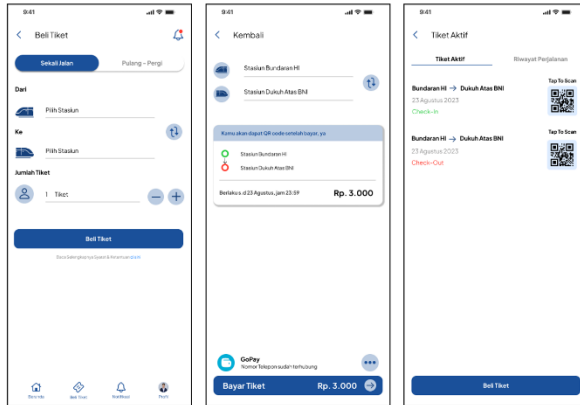 9:41
Beli Tiket
Sekali Jalan
Pulang - Pergi
Dari
Pilih Stasiun
Ke
Pilih Stasiun
Jumlah Tiket
1 Tiket
Beli Tiket
Beranda
Beli Tiket
Notifikasi
Profil
9:41
Kembali
Stasiun Bundaran HI
Stasiun Dukuh Atas BNI
Kamu akan dapat QR code setelah bayar, ya
Stasiun Bundaran HI
Stasiun Dukuh Atas BNI
Berlaku s.d 23 Agustus, jam 23:59
Rp. 3.000
GoPay
Nomor Telepon sudah terhubung
Bayar Tiket
Rp. 3.000
9:41
Tiket Aktif
Tiket Aktif
Riwayat Perjalanan
Bundaran HI → Dukuh Atas BNI
Tap To Scan
23 Agustus 2023
Check-In
Bundaran HI → Dukuh Atas BNI
Tap To Scan
23 Agustus 2023
Check-Out
Beli Tiket